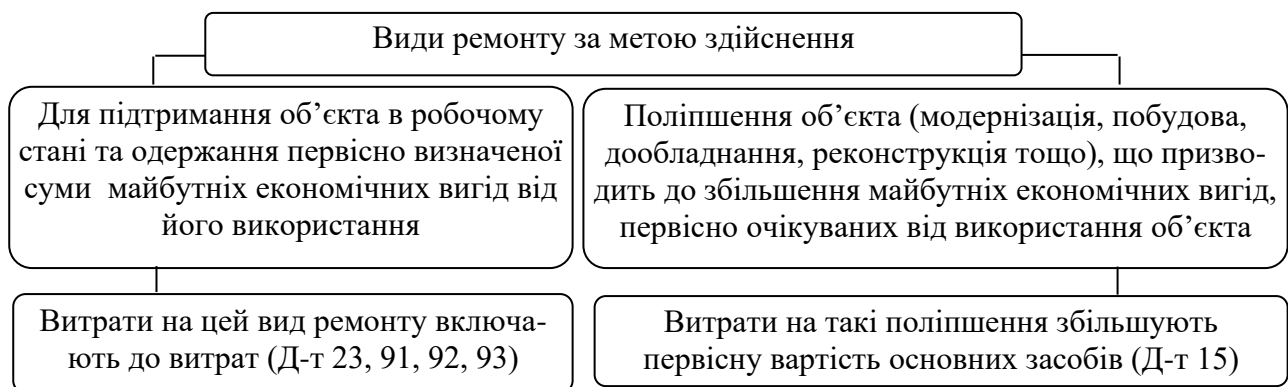 Види ремонту за метою здійснення
Для підтримання об’єкта в робочому
стані та одержання первісно визначеної
суми майбутніх економічних вигід від
його використання
Поліпшення об’єкта (модернізація, побудова,
дообладнання, реконструкція тощо), що призво-
дить до збільшення майбутніх економічних вигід,
первісно очікуваних від використання об’єкта
Витрати на цей вид ремонту включа-
ють до витрат (Д-т 23, 91, 92, 93)
Витрати на такі поліпшення збільшують
первісну вартість основних засобів (Д-т 15)